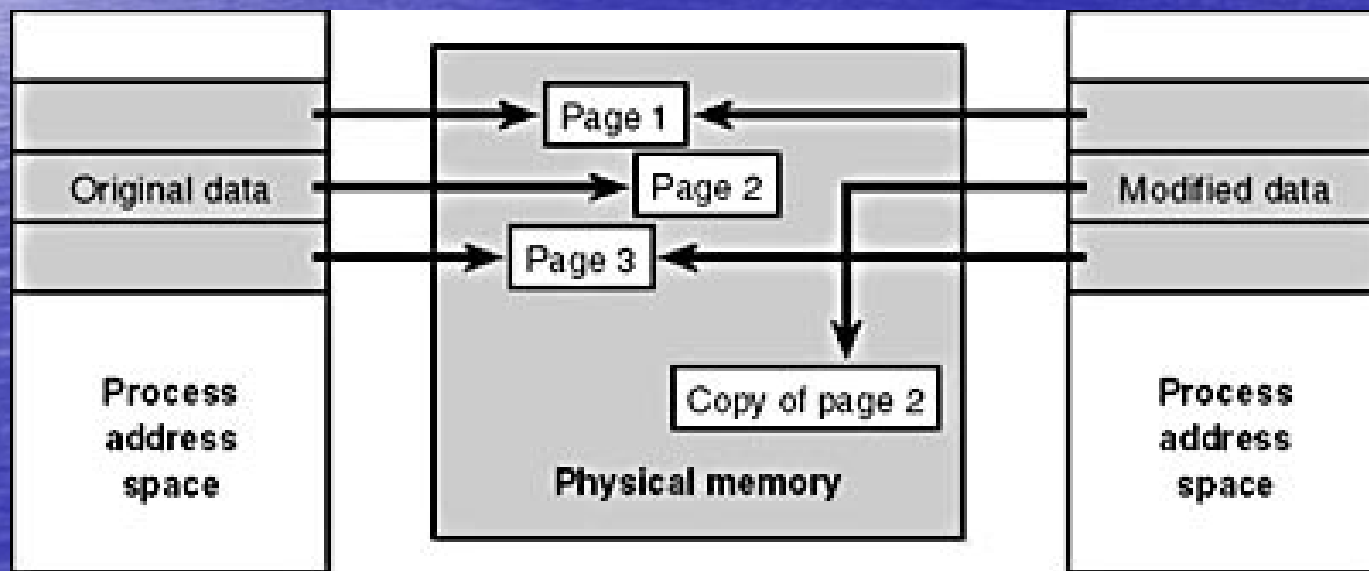 Page 1
Original data
Page 2
Modified data
Page 3
Copy of page 2
Process
address
space
Physical memory
Process
address
space